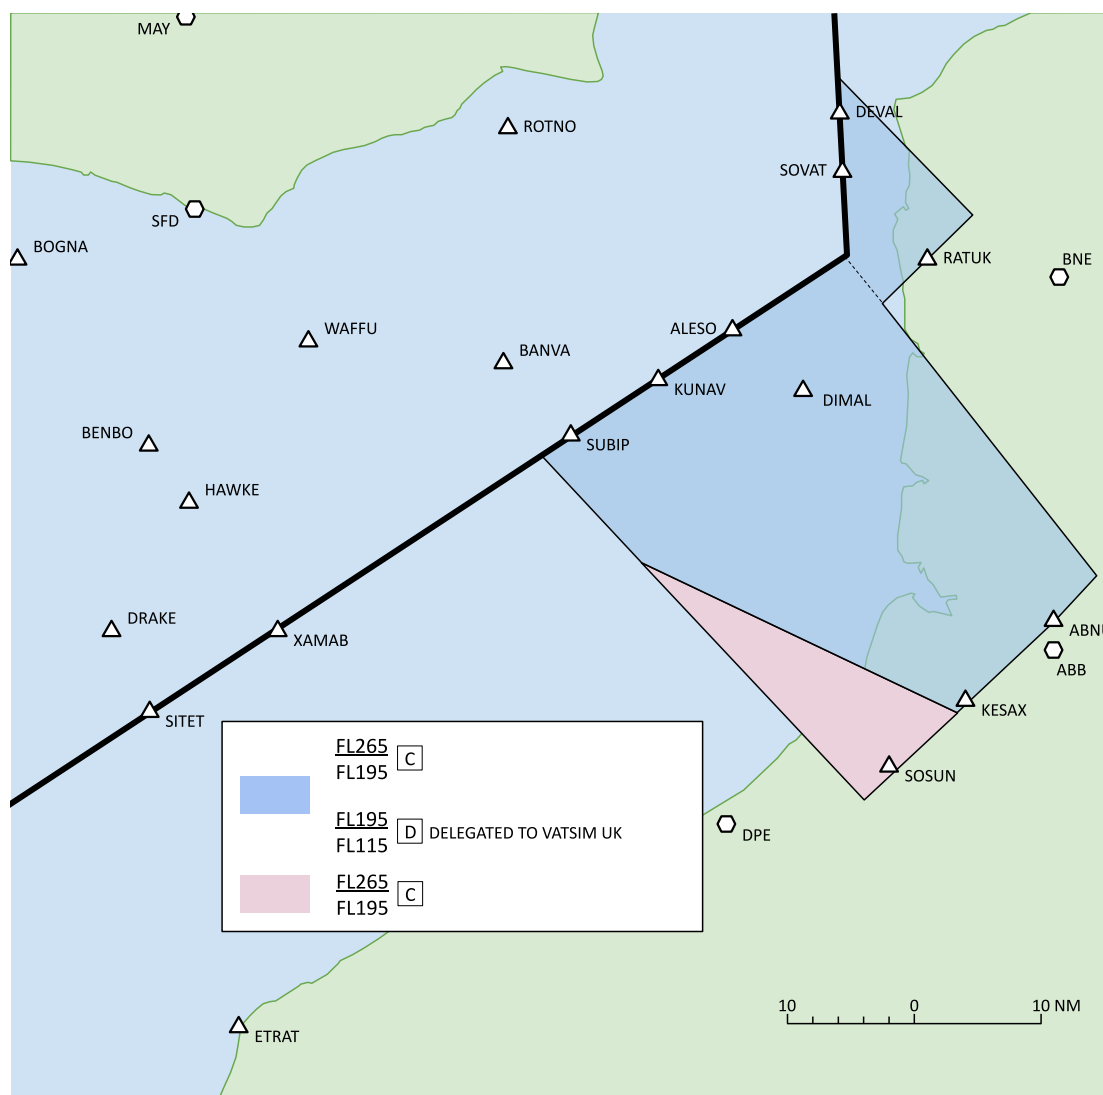 MAY
ROTNO
DEVAL
SOVAT
SFD
BOGNA
RATUK
BNE
WAFFU
ALESO
BANVA
KUNAV
DIMAL
BENBO
SUBIP
HAWKE
DRAKE
XAMAB
ABNU
ABB
SITET
KESAX
FL265
FL195
C
SOSUN
FL195
FL115
D DELEGATED TO VATSIM UK
DPE
FL265
FL195
C
10 0 10 NM
ETRAT